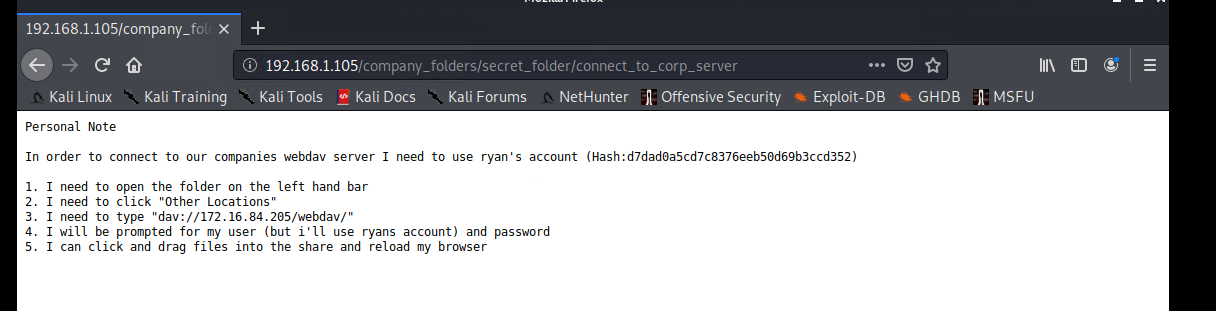 Mozilla Firefox
192.168.1.105/company_fol
192.168.1.105/company_folders/secret_folder/connect_to_corp_server
Kali Linux Kali Training Kali Tools Kali Docs Kali Forums NetHunter Offensive Security Exploit-DB GHDB MSFU
Personal Note
In order to connect to our companies webdav server I need to use ryan's account (Hash:d7dad0a5cd7c8376eeb50d69b3ccd352)
1. I need to open the folder on the left hand bar
2. I need to click "Other Locations"
3. I need to type "dav://172.16.84.205/webdav/"
4. I will be prompted for my user (but i'll use ryans account) and password
5. I can click and drag files into the share and reload my browser